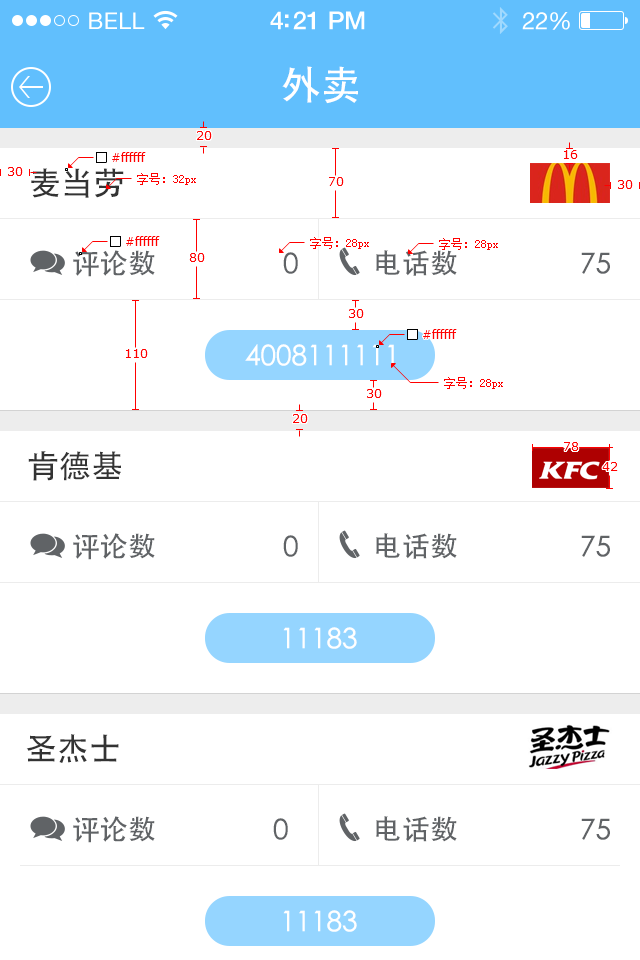 BELL 4:21 PM 22%
外卖
20
#ffffff 16
30 麦当劳 字号: 32px 70 M 30
#ffffff 字号: 28px 字号: 28px
评论数 80 0 电话数 75
30
#ffffff
110 4008111111
字号: 28px
30
20
78
肯德基 KFC 42
评论数 0 电话数 75
11183
圣杰士 圣杰士
Jazzy Pizza
评论数 0 电话数 75
11183